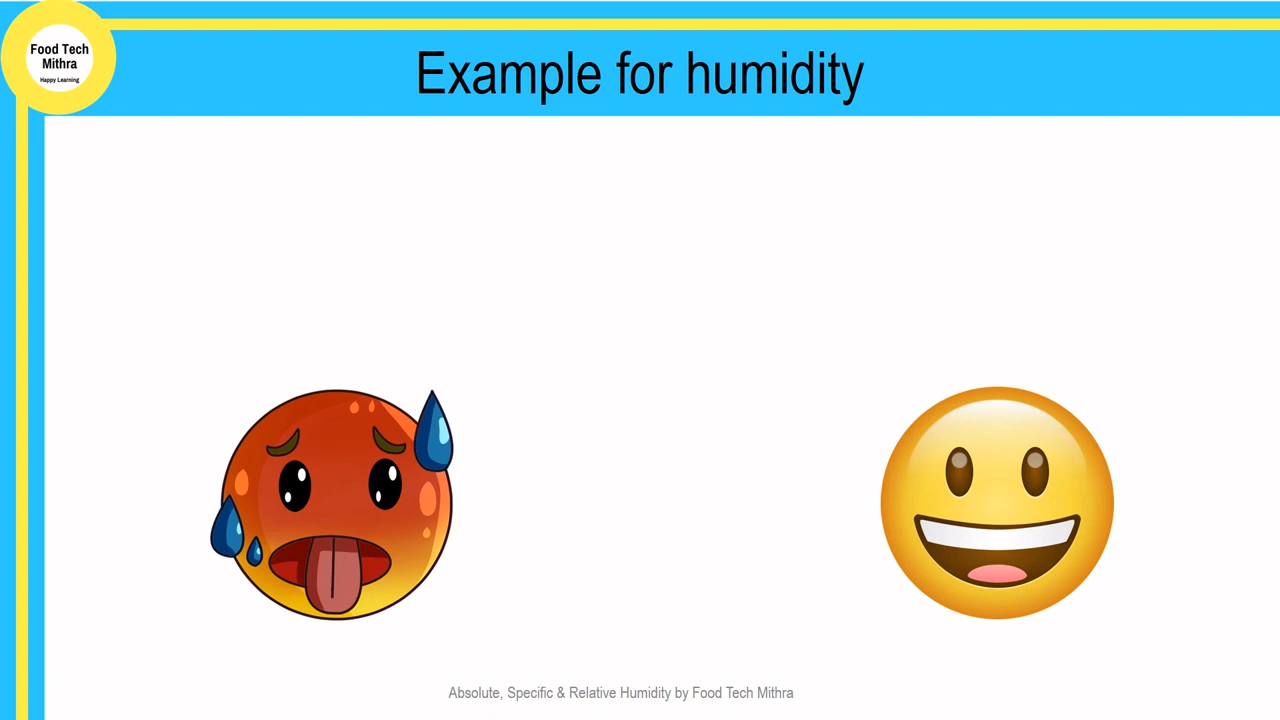 Food Tech
Mithra
Happy Learning
Example for humidity
Absolute, Specific & Relative Humidity by Food Tech Mithra